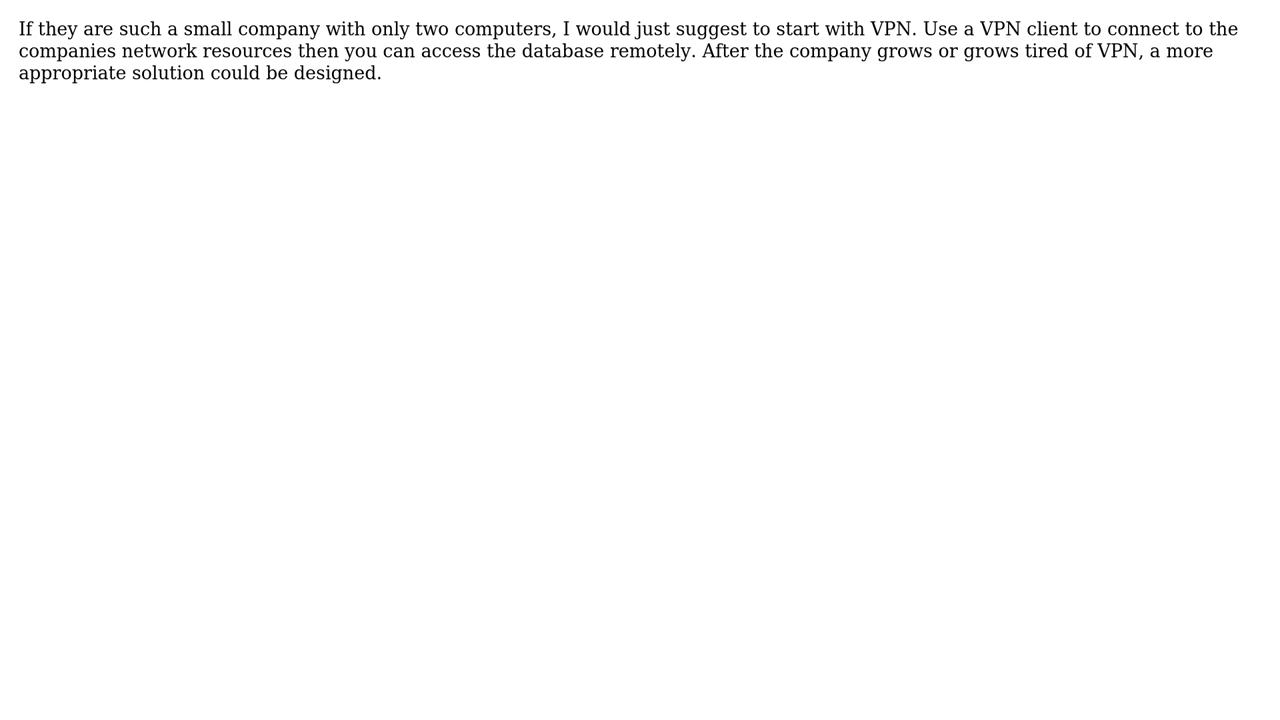 If they are such a small company with only two computers, I would just suggest to start with VPN. Use a VPN client to connect to the
companies network resources then you can access the database remotely. After the company grows or grows tired of VPN, a more
appropriate solution could be designed.